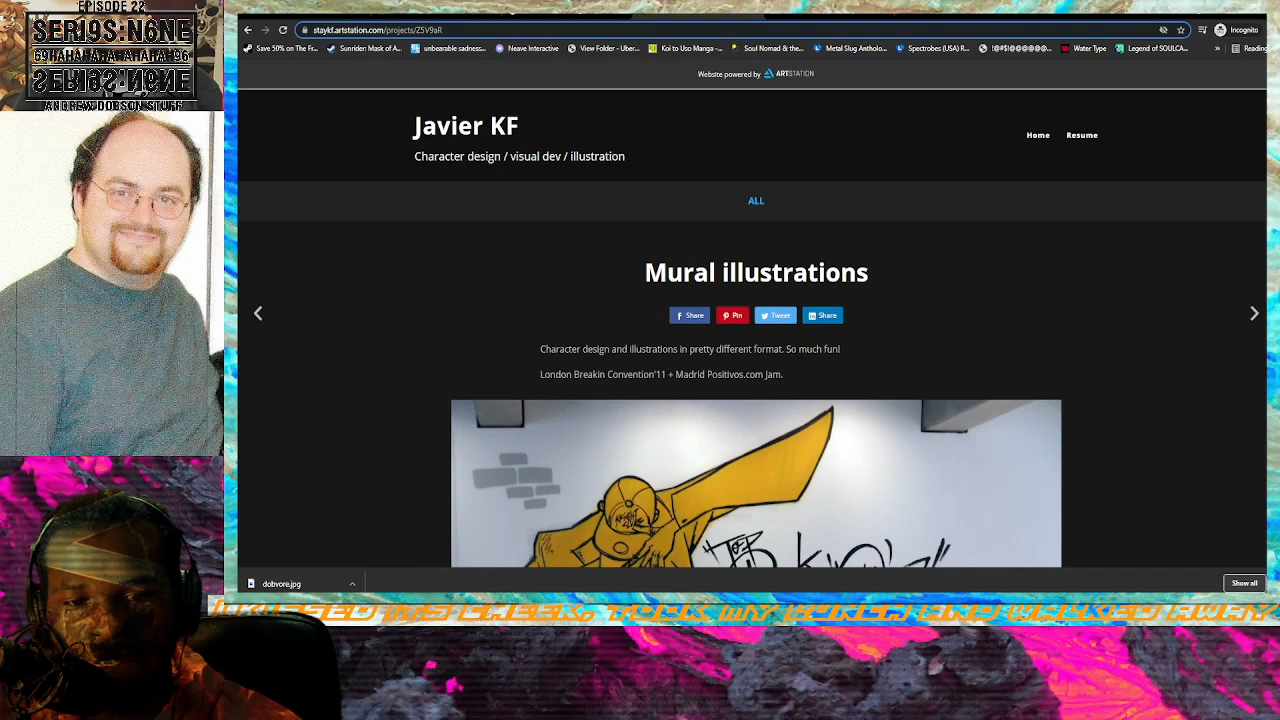 EPISODE 22
SER19S:N6NE
69HAHAHAHAHAHAHAH96
ANDREW DOBSON STUFF
staykf.artstation.com/projects/Z5V9aR
Incognito
Save 50% on The Fr...
Sunriden Mask of A...
unbearable sadness...
Neave Interactive
View Folder - Uber...
Koi to Uso Manga -...
Soul Nomad & the...
Metal Slug Antholo...
Spectrobes (USA) R...
!@#$!@@@@@...
Water Type
Legend of SOULCA...
»
Reading
Website powered by ARTSTATION
Javier KF
Home
Resume
Character design / visual dev / illustration
ALL
Mural illustrations
Share
Pin
Tweet
Share
Character design and illustrations in pretty different format. So much fun!
London Breakin Convention'11 + Madrid Positivos.com Jam.
dobvore.jpg
Show all